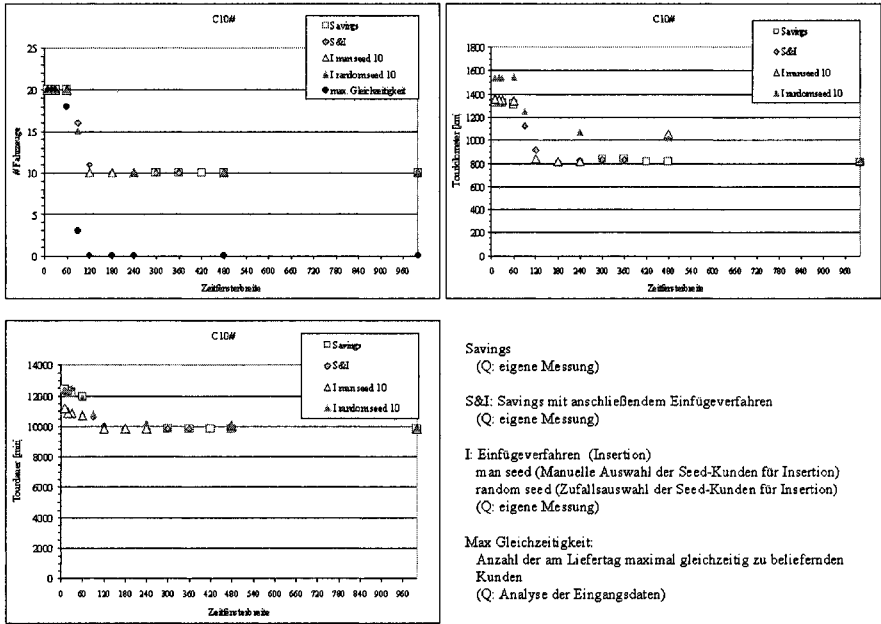 C10#
Savings
S&I
I man seed 10
I random seed 10
max. Gleichzeitigkeit
# Fahrzeuge
25
20
15
10
5
0
0 60 120 180 240 300 360 420 480 540 600 660 720 780 840 900 960
Zeitfensterbreite
C10#
Savings
S&I
I man seed 10
I random seed 10
Tourkilometer [km]
1800
1600
1400
1200
1000
800
600
400
200
0
0 60 120 180 240 300 360 420 480 540 600 660 720 780 840 900 960
Zeitfensterbreite
C10#
Savings
S&I
I man seed 10
I random seed 10
Tourdauer [min]
14000
12000
10000
8000
6000
4000
2000
0
0 60 120 180 240 300 360 420 480 540 600 660 720 780 840 900 960
Zeitfensterbreite
Savings
(Q: eigene Messung)
S&I: Savings mit anschließendem Einfügeverfahren
(Q: eigene Messung)
I: Einfügeverfahren (Insertion)
man seed (Manuelle Auswahl der Seed-Kunden für Insertion)
random seed (Zufallsauswahl der Seed-Kunden für Insertion)
(Q: eigene Messung)
Max Gleichzeitigkeit:
Anzahl der am Liefertag maximal gleichzeitig zu beliefernden
Kunden
(Q: Analyse der Eingangsdaten)